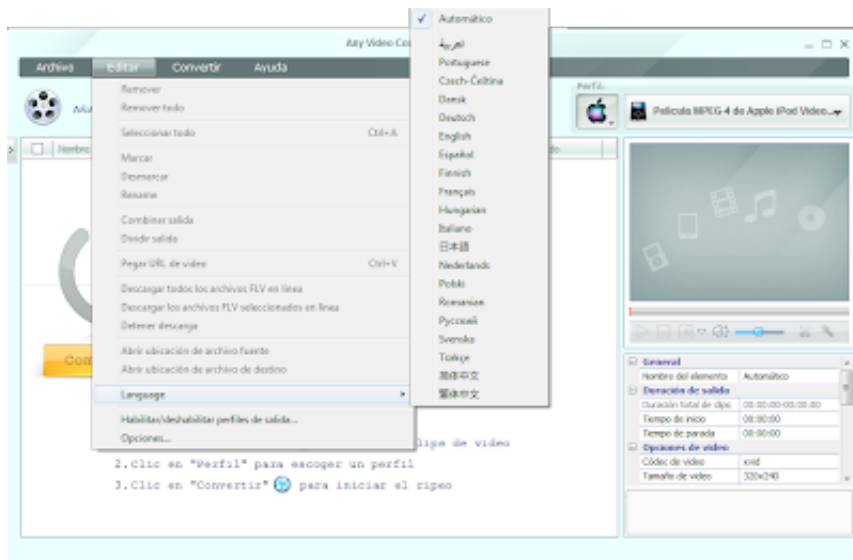 Any Video Co
Archivo Editar Convertir Ayuda
Perfil:
Película MPEG-4 de Apple iPod Video...
Nombre
Remover
Remover todo
Seleccionar todo Ctrl+A
Marcar
Desmarcar
Rename
Combinar salida
Dividir salida
Pegar URL de video Ctrl+V
Descargar todos los archivos FLV en línea
Descargar los archivos FLV seleccionados en línea
Detener descarga
Abrir ubicación de archivo fuente
Abrir ubicación de archivo de destino
Language
Habilitar/deshabilitar perfiles de salida...
Opciones...
Automático
العربية
Portuguese
Czech-Čeština
Dansk
Deutsch
English
Español
Finnish
Français
Hungarian
Italiano
日本語
Nederlands
Polski
Romanian
Русский
Svenska
Türkçe
简体中文
繁體中文
lips de video
2.Clic en "Perfil" para escoger un perfil
3.Clic en "Convertir" para iniciar el ripeo
General
Nombre del elemento Automático
Duración de salida
Duración total de clips 00:00:00-00:00:00
Tiempo de inicio 00:00:00
Tiempo de parada 00:00:00
Opciones de video
Códec de video xvid
Tamaño de video 320x240